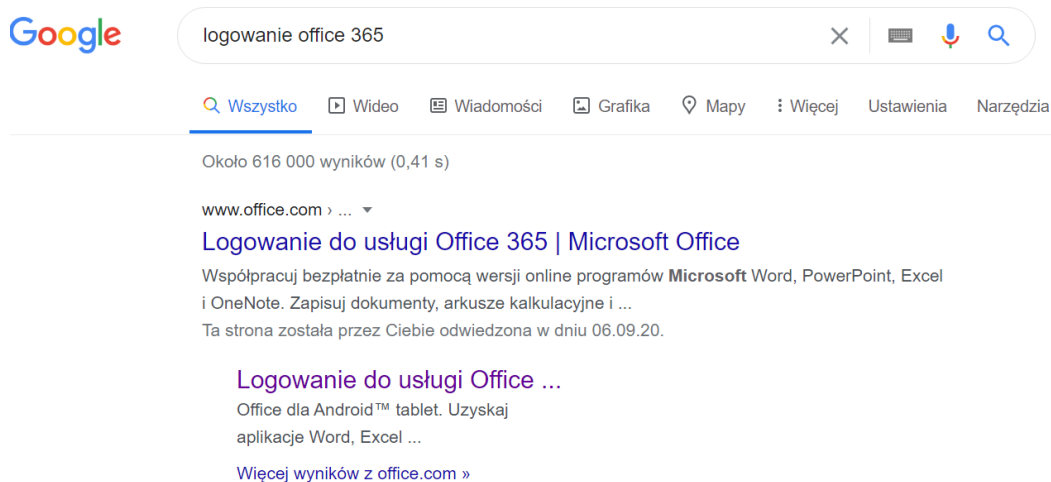 Google
logowanie office 365
Wszystko Wideo Wiadomości Grafika Mapy Więcej Ustawienia Narzędzia
Około 616 000 wyników (0,41 s)
www.office.com › ...
Logowanie do usługi Office 365 | Microsoft Office
Współpracuj bezpłatnie za pomocą wersji online programów Microsoft Word, PowerPoint, Excel
i OneNote. Zapisuj dokumenty, arkusze kalkulacyjne i ...
Ta strona została przez Ciebie odwiedzona w dniu 06.09.20.
Logowanie do usługi Office ...
Office dla Android™ tablet. Uzyskaj
aplikacje Word, Excel ...
Więcej wyników z office.com »